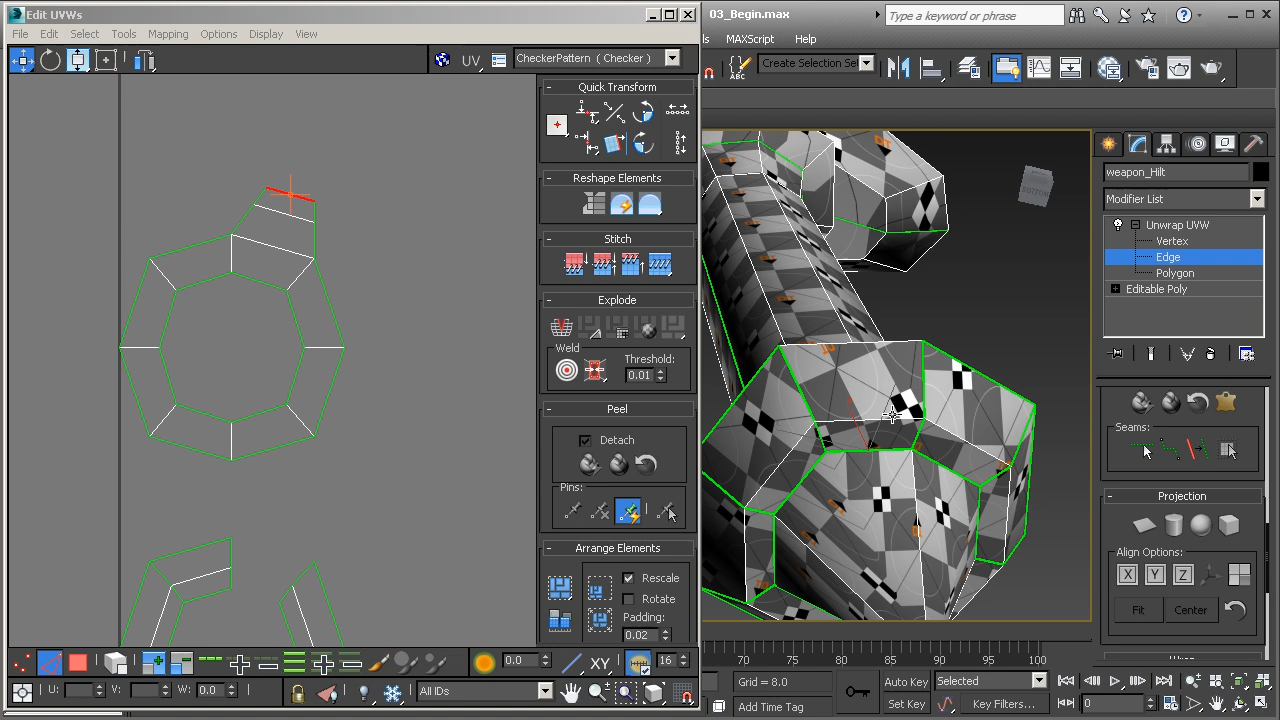 Edit UVWs
03_Begin.max
Type a keyword or phrase
File Edit Select Tools Mapping Options Display View
ls MAXScript Help
UV
CheckerPattern ( Checker )
Create Selection Se
ABC
Quick Transform
Reshape Elements
Stitch
Explode
Weld
Threshold:
0.01
Peel
Detach
Pins:
Arrange Elements
Rescale
Rotate
Padding:
0.02
BOTTOM
weapon_Hilt
Modifier List
Unwrap UVW
Vertex
Edge
Polygon
Editable Poly
Seams:
Projection
Align Options:
X Y Z
Fit Center
0.0
XY
16
U: V: W: 0.0
All IDs
70 75 80 85 90 95 100
Grid = 8.0
Add Time Tag
Auto Key
Selected
Set Key
Key Filters...
0